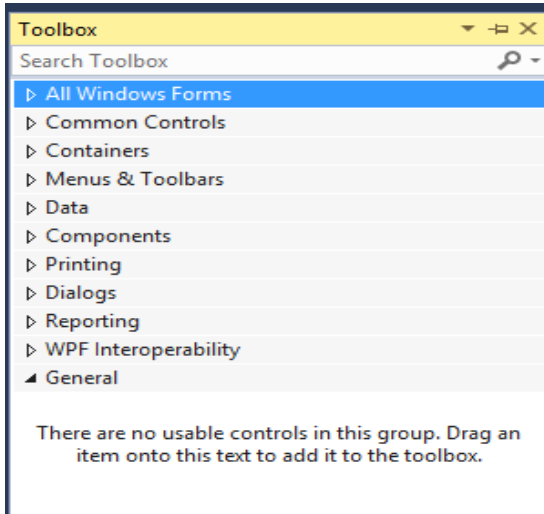 Toolbox
Search Toolbox
All Windows Forms
Common Controls
Containers
Menus & Toolbars
Data
Components
Printing
Dialogs
Reporting
WPF Interoperability
General
There are no usable controls in this group. Drag an
item onto this text to add it to the toolbox.